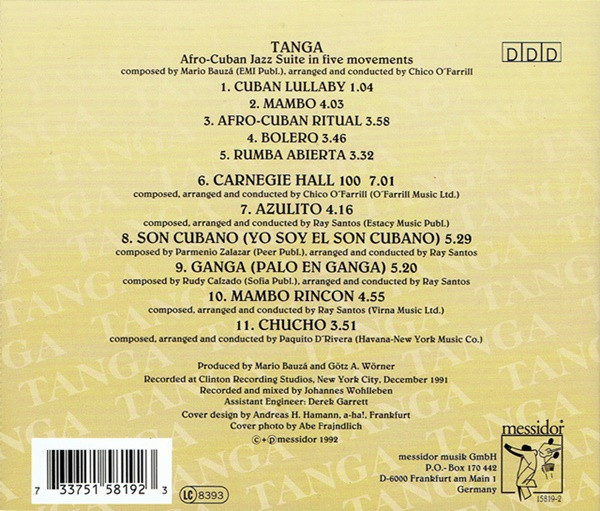 TANGA
Afro-Cuban Jazz Suite in five movements
composed by Mario Bauzá (EMI Publ.), arranged and conducted by Chico O'Farrill
DDD
1. CUBAN LULLABY 1.04
2. MAMBO 4.03
3. AFRO-CUBAN RITUAL 3.58
4. BOLERO 3.46
5. RUMBA ABIERTA 3.32
6. CARNEGIE HALL 100 7.01
composed, arranged and conducted by Chico O'Farrill (O'Farrill Music Ltd.)
7. AZULITO 4.16
composed, arranged and conducted by Ray Santos (Estacy Music Publ.)
8. SON CUBANO (YO SOY EL SON CUBANO) 5.29
composed by Parmenio Zalazar (Peer Publ.), arranged and conducted by Ray Santos
9. GANGA (PALO EN GANGA) 5.20
composed by Rudy Calzado (Sofia Publ.), arranged and conducted by Ray Santos
10. MAMBO RINCON 4.55
composed, arranged and conducted by Ray Santos (Virna Music Ltd.)
11. CHUCHO 3.51
composed, arranged and conducted by Paquito D'Rivera (Havana-New York Music Co.)
Produced by Mario Bauzá and Götz A. Wörner
Recorded at Clinton Recording Studios, New York City, December 1991
Recorded and mixed by Johannes Wohlleben
Assistant Engineer: Derek Garrett
Cover design by Andreas H. Hamann, a-ha!, Frankfurt
Cover photo by Abe Frajndlich
©+℗ messidor 1992
messidor musik GmbH
P.O.-Box 170 442
D-6000 Frankfurt am Main 1
Germany
messidor
15819-2
7 33751 58192 3
LC 8393